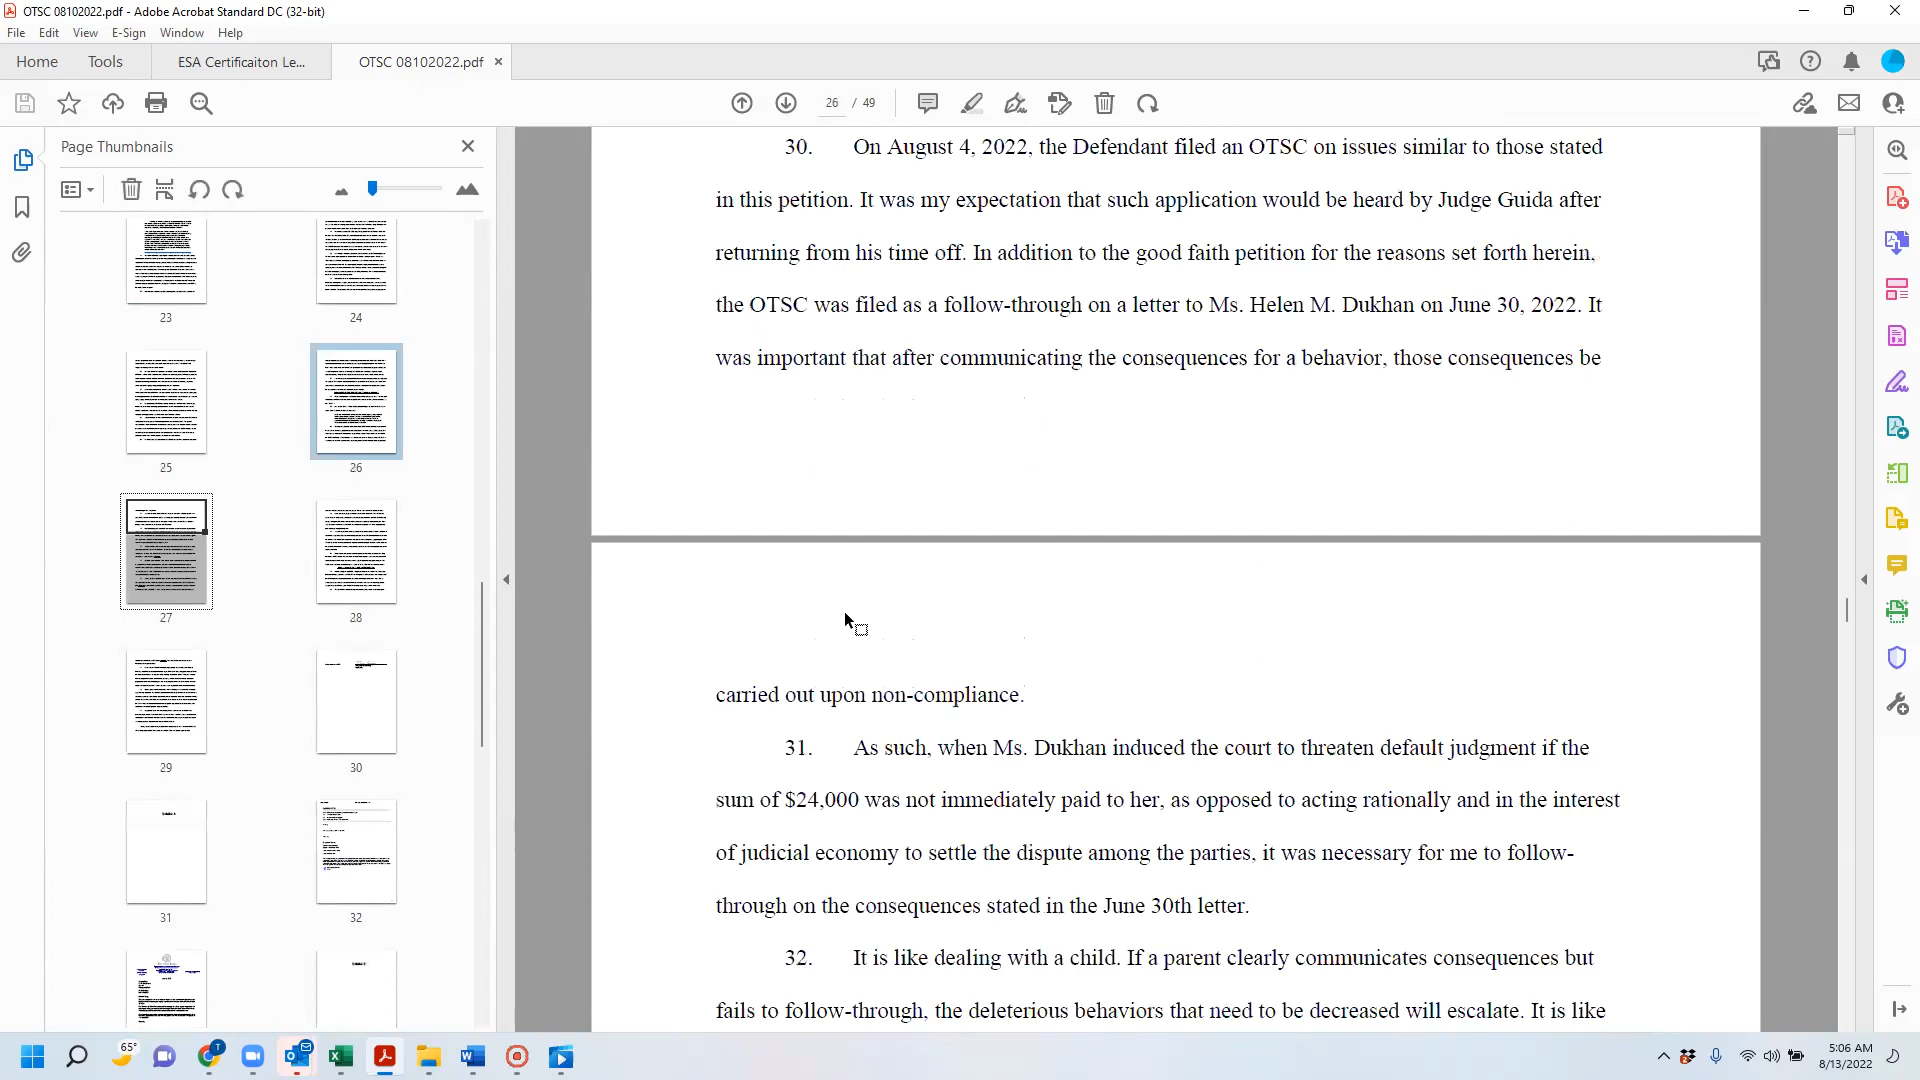 OTSC 08102022.pdf - Adobe Acrobat Standard DC (32-bit)
File Edit View E-Sign Window Help
Home Tools ESA Certificaiton Le... OTSC 08102022.pdf
26 / 49
Page Thumbnails
23 24
25 26
27 28
29 30
31 32
30. On August 4, 2022, the Defendant filed an OTSC on issues similar to those stated
in this petition. It was my expectation that such application would be heard by Judge Guida after
returning from his time off. In addition to the good faith petition for the reasons set forth herein,
the OTSC was filed as a follow-through on a letter to Ms. Helen M. Dukhan on June 30, 2022. It
was important that after communicating the consequences for a behavior, those consequences be
carried out upon non-compliance.
31. As such, when Ms. Dukhan induced the court to threaten default judgment if the
sum of $24,000 was not immediately paid to her, as opposed to acting rationally and in the interest
of judicial economy to settle the dispute among the parties, it was necessary for me to follow-
through on the consequences stated in the June 30th letter.
32. It is like dealing with a child. If a parent clearly communicates consequences but
fails to follow-through, the deleterious behaviors that need to be decreased will escalate. It is like
65°
5:06 AM
8/13/2022